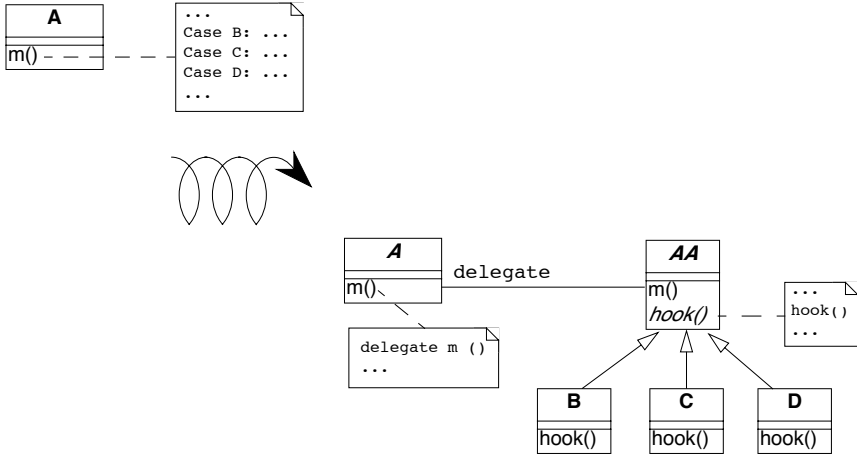 A
m()
...
Case B: ...
Case C: ...
Case D: ...
...
A
m()
delegate
AA
m()
hook()
...
hook()
...
delegate m ()
...
B
hook()
C
hook()
D
hook()